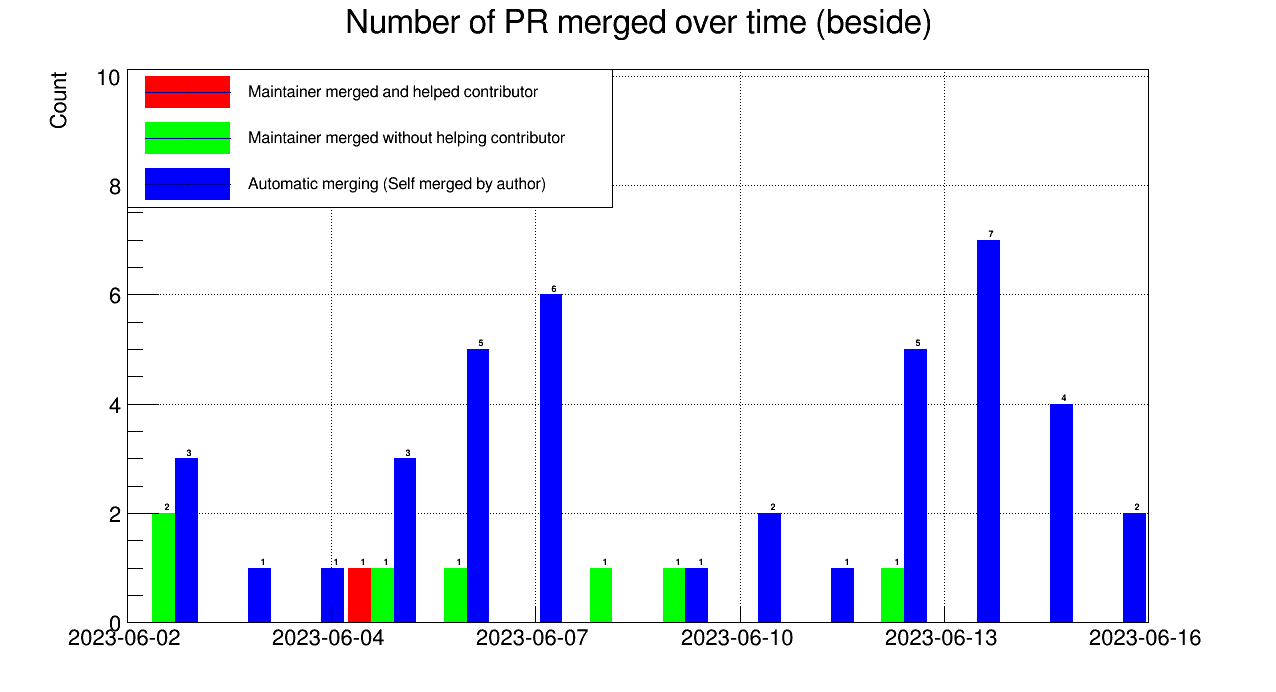 Number of PR merged over time (beside)
Count
Maintainer merged and helped contributor
Maintainer merged without helping contributor
Automatic merging (Self merged by author)
10
8
6
4
2
0
2 3 1 1 1 1 3 1 5 6 1 1 1 2 1 1 5 7 4 2
2023-06-02 2023-06-04 2023-06-07 2023-06-10 2023-06-13 2023-06-16